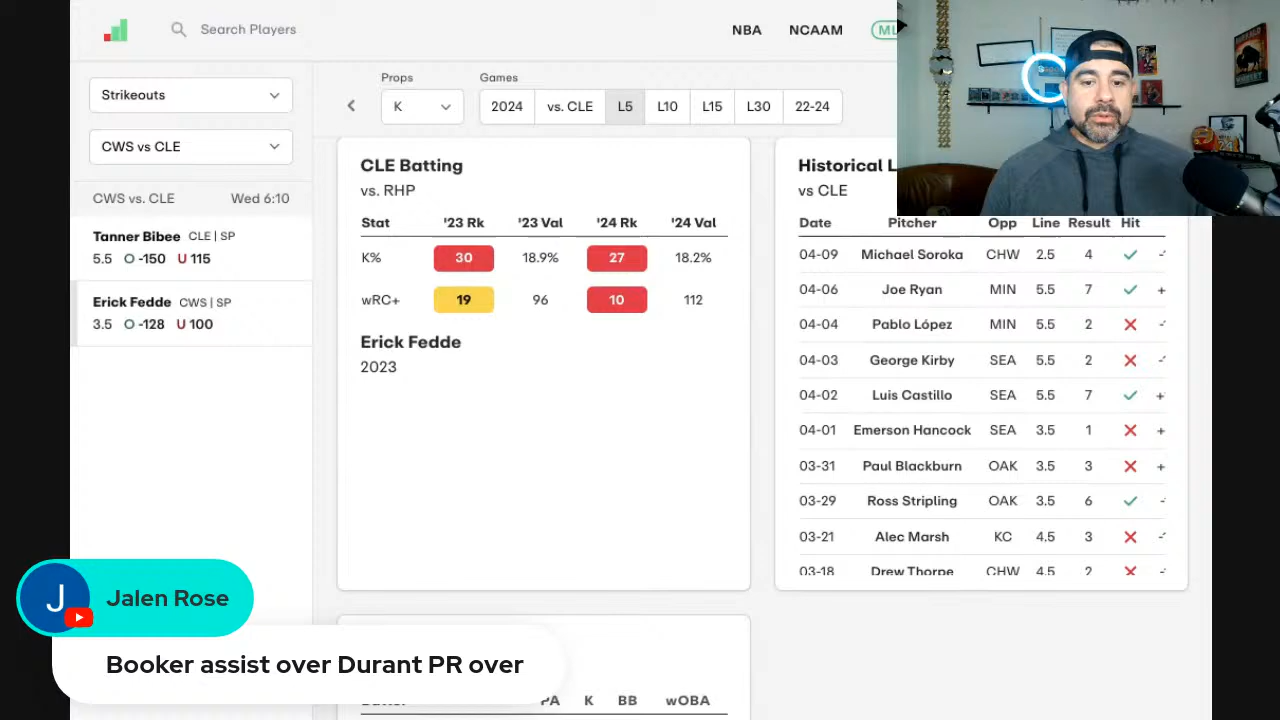 Search Players
NBA
NCAAM
Strikeouts
CWS vs CLE
CWS vs. CLE Wed 6:10
Tanner Bibee CLE | SP
5.5 O -150 U 115
Erick Fedde CWS | SP
3.5 O -128 U 100
Props
K
Games
2024
vs. CLE
L5
L10
L15
L30
22-24
CLE Batting
vs. RHP
Stat '23 Rk '23 Val '24 Rk '24 Val
K% 30 18.9% 27 18.2%
wRC+ 19 96 10 112
Erick Fedde
2023
Historical
vs CLE
Date Pitcher Opp Line Result Hit
04-09 Michael Soroka CHW 2.5 4
04-06 Joe Ryan MIN 5.5 7
04-04 Pablo López MIN 5.5 2
04-03 George Kirby SEA 5.5 2
04-02 Luis Castillo SEA 5.5 7
04-01 Emerson Hancock SEA 3.5 1
03-31 Paul Blackburn OAK 3.5 3
03-29 Ross Stripling OAK 3.5 6
03-21 Alec Marsh KC 4.5 3
03-18 Drew Thorpe CHW 4.5 2
PA K BB wOBA
J Jalen Rose
Booker assist over Durant PR over